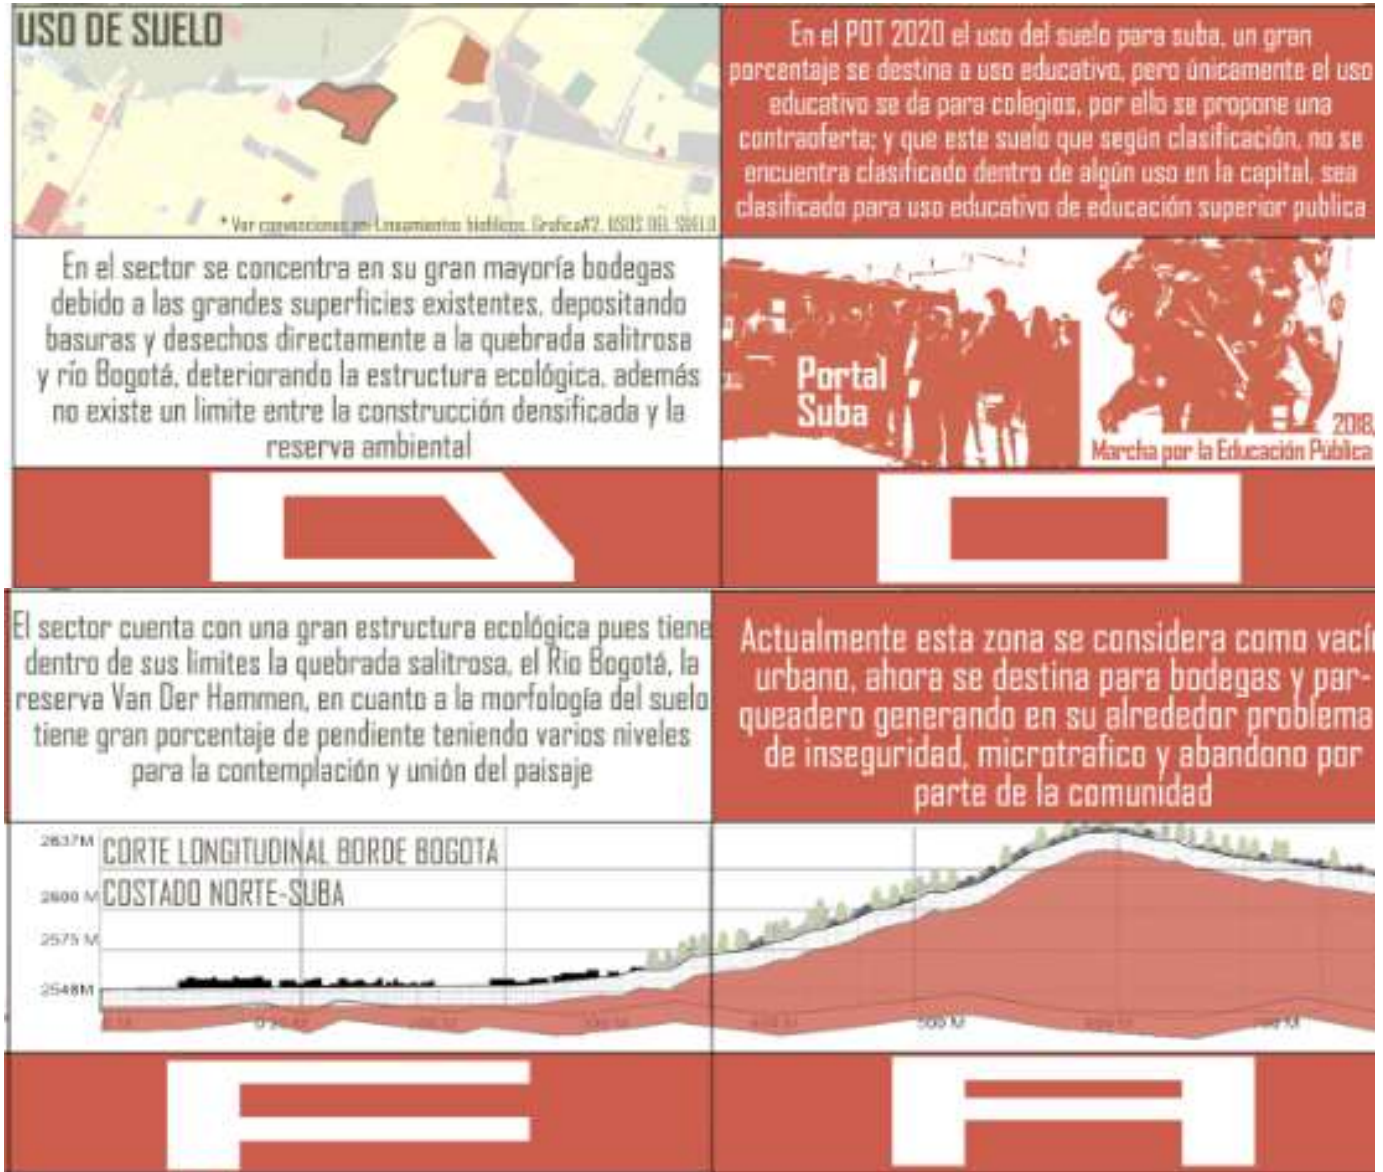 USO DE SUELO
* Ver convenciones en-Lineamientos biofilicos, Grafica#2, USOS DEL SUELO
En el POT 2020 el uso del suelo para suba, un gran
porcentaje se destina a uso educativo, pero únicamente el uso
educativo se da para colegios, por ello se propone una
contraoferta; y que este suelo que según clasificación, no se
encuentra clasificado dentro de algún uso en la capital, sea
clasificado para uso educativo de educación superior publica
En el sector se concentra en su gran mayoría bodegas
debido a las grandes superficies existentes, depositando
basuras y desechos directamente a la quebrada salitrosa
y río Bogotá, deteriorando la estructura ecológica, además
no existe un limite entre la construcción densificada y la
reserva ambiental
Portal
Suba
2018,
Marcha por la Educación Pública
D
O
El sector cuenta con una gran estructura ecológica pues tiene
dentro de sus limites la quebrada salitrosa, el Río Bogotá, la
reserva Van Der Hammen, en cuanto a la morfología del suelo
tiene gran porcentaje de pendiente teniendo varios niveles
para la contemplación y unión del paisaje
Actualmente esta zona se considera como vací
urbano, ahora se destina para bodegas y par-
queadero generando en su alrededor problema
de inseguridad, microtrafico y abandono por
parte de la comunidad
CORTE LONGITUDINAL BORDE BOGOTA
COSTADO NORTE-SUBA
2637M
2600 M
2575 M
2548M
500 M
F
A